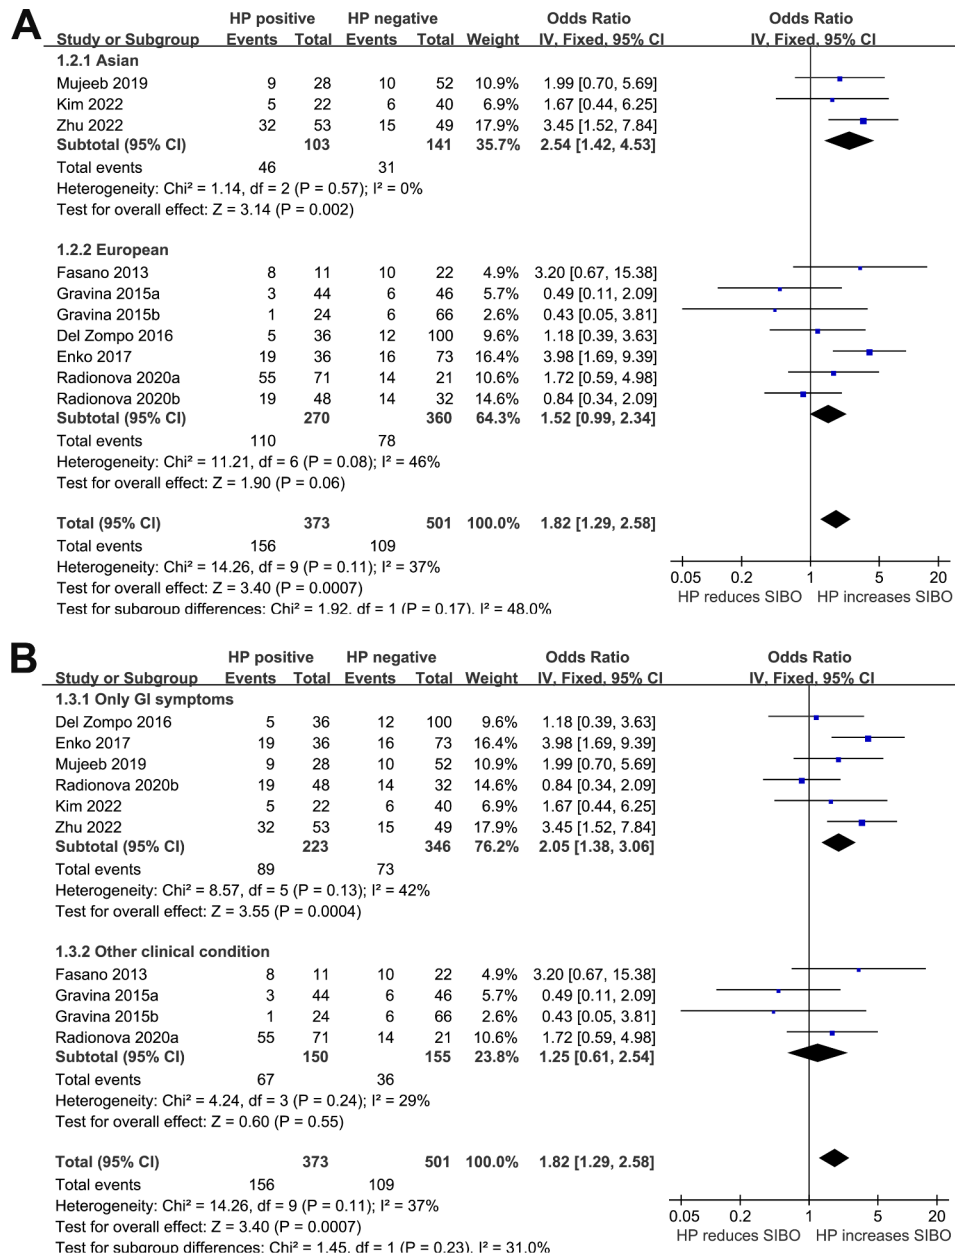 A
HP positive HP negative Odds Ratio Odds Ratio
Study or Subgroup Events Total Events Total Weight IV, Fixed, 95% CI IV, Fixed, 95% CI
1.2.1 Asian
Mujeeb 2019 9 28 10 52 10.9% 1.99 [0.70, 5.69]
Kim 2022 5 22 6 40 6.9% 1.67 [0.44, 6.25]
Zhu 2022 32 53 15 49 17.9% 3.45 [1.52, 7.84]
Subtotal (95% CI) 103 141 35.7% 2.54 [1.42, 4.53]
Total events 46 31
Heterogeneity: Chi² = 1.14, df = 2 (P = 0.57); I² = 0%
Test for overall effect: Z = 3.14 (P = 0.002)
1.2.2 European
Fasano 2013 8 11 10 22 4.9% 3.20 [0.67, 15.38]
Gravina 2015a 3 44 6 46 5.7% 0.49 [0.11, 2.09]
Gravina 2015b 1 24 6 66 2.6% 0.43 [0.05, 3.81]
Del Zompo 2016 5 36 12 100 9.6% 1.18 [0.39, 3.63]
Enko 2017 19 36 16 73 16.4% 3.98 [1.69, 9.39]
Radionova 2020a 55 71 14 21 10.6% 1.72 [0.59, 4.98]
Radionova 2020b 19 48 14 32 14.6% 0.84 [0.34, 2.09]
Subtotal (95% CI) 270 360 64.3% 1.52 [0.99, 2.34]
Total events 110 78
Heterogeneity: Chi² = 11.21, df = 6 (P = 0.08); I² = 46%
Test for overall effect: Z = 1.90 (P = 0.06)
Total (95% CI) 373 501 100.0% 1.82 [1.29, 2.58]
Total events 156 109
Heterogeneity: Chi² = 14.26, df = 9 (P = 0.11); I² = 37%
Test for overall effect: Z = 3.40 (P = 0.0007)
Test for subgroup differences: Chi² = 1.92, df = 1 (P = 0.17), I² = 48.0%
0.05 0.2 1 5 20
HP reduces SIBO HP increases SIBO
B
HP positive HP negative Odds Ratio Odds Ratio
Study or Subgroup Events Total Events Total Weight IV, Fixed, 95% CI IV, Fixed, 95% CI
1.3.1 Only GI symptoms
Del Zompo 2016 5 36 12 100 9.6% 1.18 [0.39, 3.63]
Enko 2017 19 36 16 73 16.4% 3.98 [1.69, 9.39]
Mujeeb 2019 9 28 10 52 10.9% 1.99 [0.70, 5.69]
Radionova 2020b 19 48 14 32 14.6% 0.84 [0.34, 2.09]
Kim 2022 5 22 6 40 6.9% 1.67 [0.44, 6.25]
Zhu 2022 32 53 15 49 17.9% 3.45 [1.52, 7.84]
Subtotal (95% CI) 223 346 76.2% 2.05 [1.38, 3.06]
Total events 89 73
Heterogeneity: Chi² = 8.57, df = 5 (P = 0.13); I² = 42%
Test for overall effect: Z = 3.55 (P = 0.0004)
1.3.2 Other clinical condition
Fasano 2013 8 11 10 22 4.9% 3.20 [0.67, 15.38]
Gravina 2015a 3 44 6 46 5.7% 0.49 [0.11, 2.09]
Gravina 2015b 1 24 6 66 2.6% 0.43 [0.05, 3.81]
Radionova 2020a 55 71 14 21 10.6% 1.72 [0.59, 4.98]
Subtotal (95% CI) 150 155 23.8% 1.25 [0.61, 2.54]
Total events 67 36
Heterogeneity: Chi² = 4.24, df = 3 (P = 0.24); I² = 29%
Test for overall effect: Z = 0.60 (P = 0.55)
Total (95% CI) 373 501 100.0% 1.82 [1.29, 2.58]
Total events 156 109
Heterogeneity: Chi² = 14.26, df = 9 (P = 0.11); I² = 37%
Test for overall effect: Z = 3.40 (P = 0.0007)
Test for subgroup differences: Chi² = 1.45, df = 1 (P = 0.23), I² = 31.0%
0.05 0.2 1 5 20
HP reduces SIBO HP increases SIBO